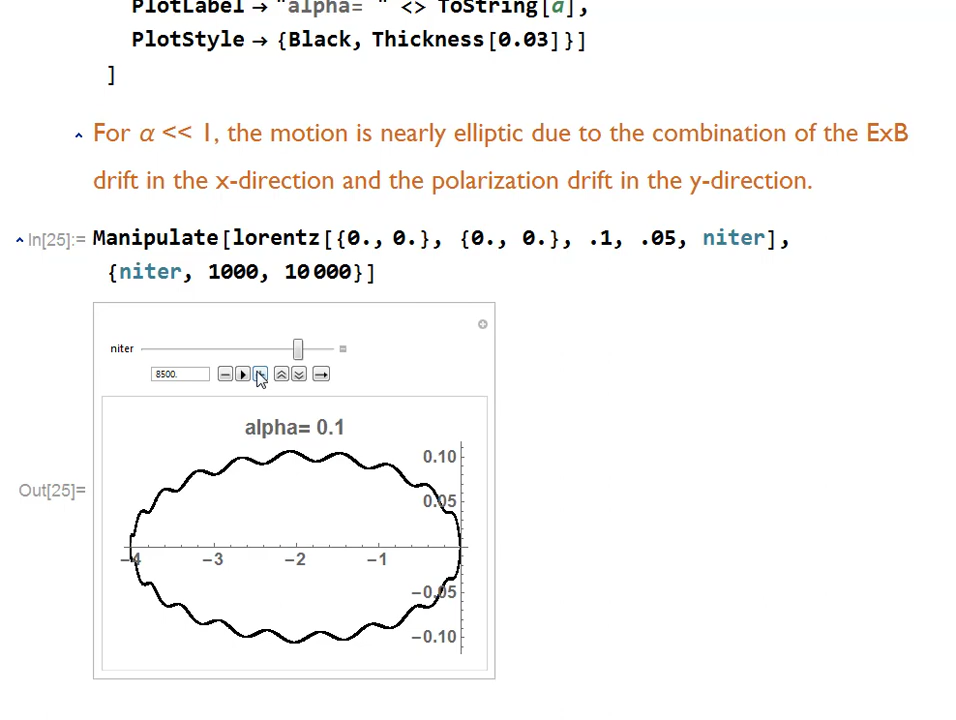 PlotLabel → "alpha= " <> ToString[a],
PlotStyle → {Black, Thickness[0.03]}]
]
For α << 1, the motion is nearly elliptic due to the combination of the ExB
drift in the x-direction and the polarization drift in the y-direction.
In[25]:= Manipulate[lorentz[{0., 0.}, {0., 0.}, .1, .05, niter],
{niter, 1000, 10 000}]
niter
8500.
alpha= 0.1
0.10
0.05
Out[25]=
-4 -3 -2 -1
-0.05
-0.10